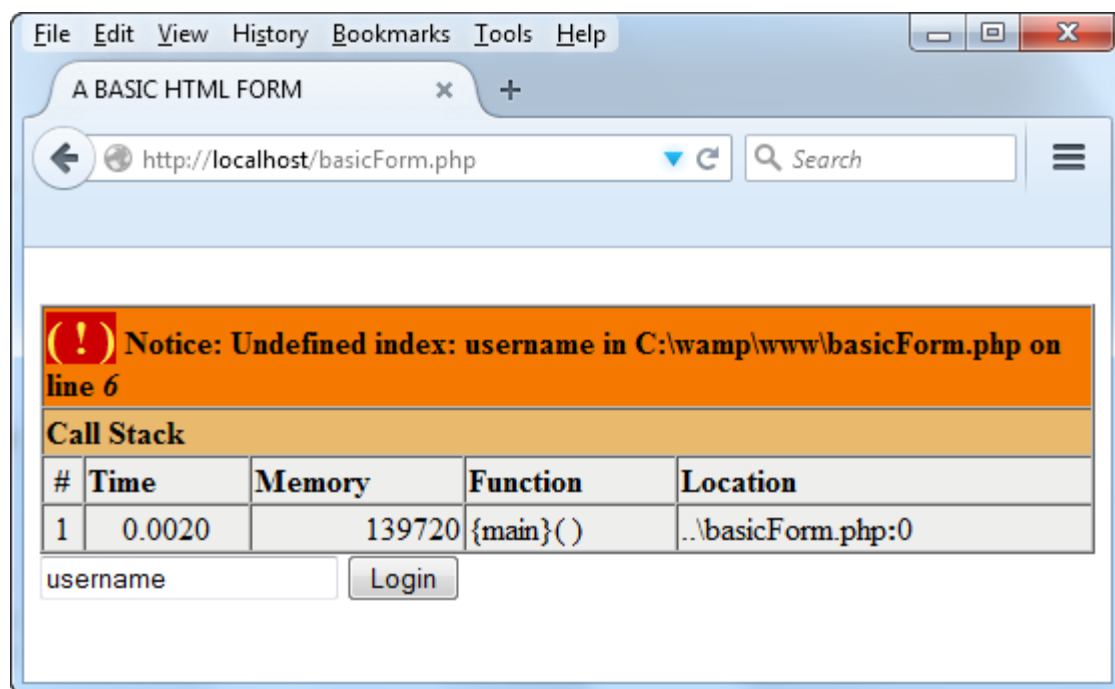 File Edit View History Bookmarks Tools Help
A BASIC HTML FORM
http://localhost/basicForm.php Search
( ! ) Notice: Undefined index: username in C:\wamp\www\basicForm.php on
line 6
Call Stack
# Time Memory Function Location
1 0.0020 139720 {main}( ) ..\basicForm.php:0
username Login